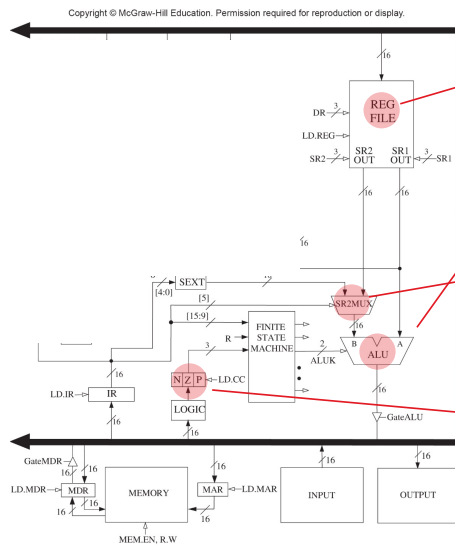 Copyright © McGraw-Hill Education. Permission required for reproduction or display.
16
REG
FILE
DR
3
LD.REG
SR2 SR1
OUT OUT
SR2
3
3
SR1
16
16
16
SEXT
[4:0]
[5]
SR2MUX
[15:9]
FINITE
STATE
MACHINE
R
16
B A
ALU
2
ALUK
3
N Z P
LD.CC
16
LD.IR
IR
LOGIC
16
GateALU
16
16
GateMDR
16
16
16
16
16
LD.MDR
MDR
MEMORY
MAR
LD.MAR
INPUT
OUTPUT
16
16
16
MEM.EN, R.W